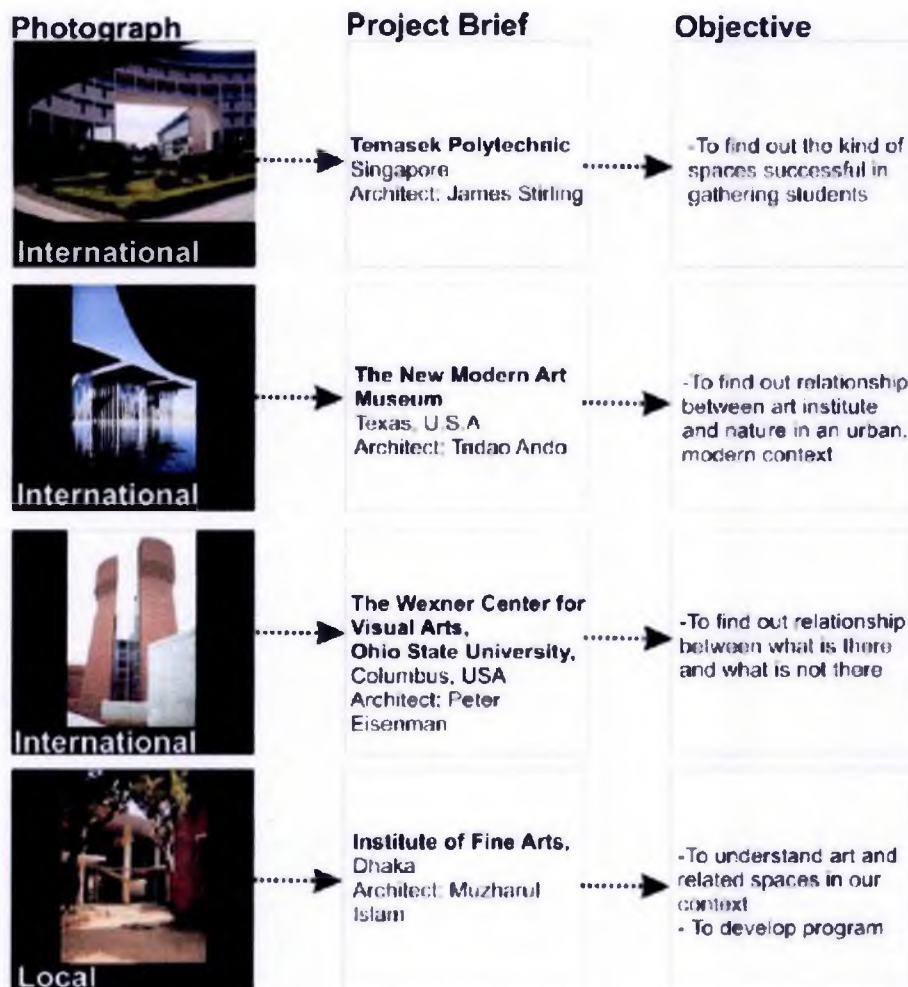 Photograph
Project Brief
Objective
International
Temasek Polytechnic
Singapore
Architect: James Stirling
-To find out the kind of
spaces successful in
gathering students
International
The New Modern Art
Museum
Texas, U.S.A
Architect: Tridao Ando
-To find out relationship
between art institute
and nature in an urban,
modern context
International
The Wexner Center for
Visual Arts,
Ohio State University,
Columbus, USA
Architect: Peter
Eisenman
-To find out relationship
between what is there
and what is not there
Local
Institute of Fine Arts,
Dhaka
Architect: Muzharul
Islam
-To understand art and
related spaces in our
context
- To develop program